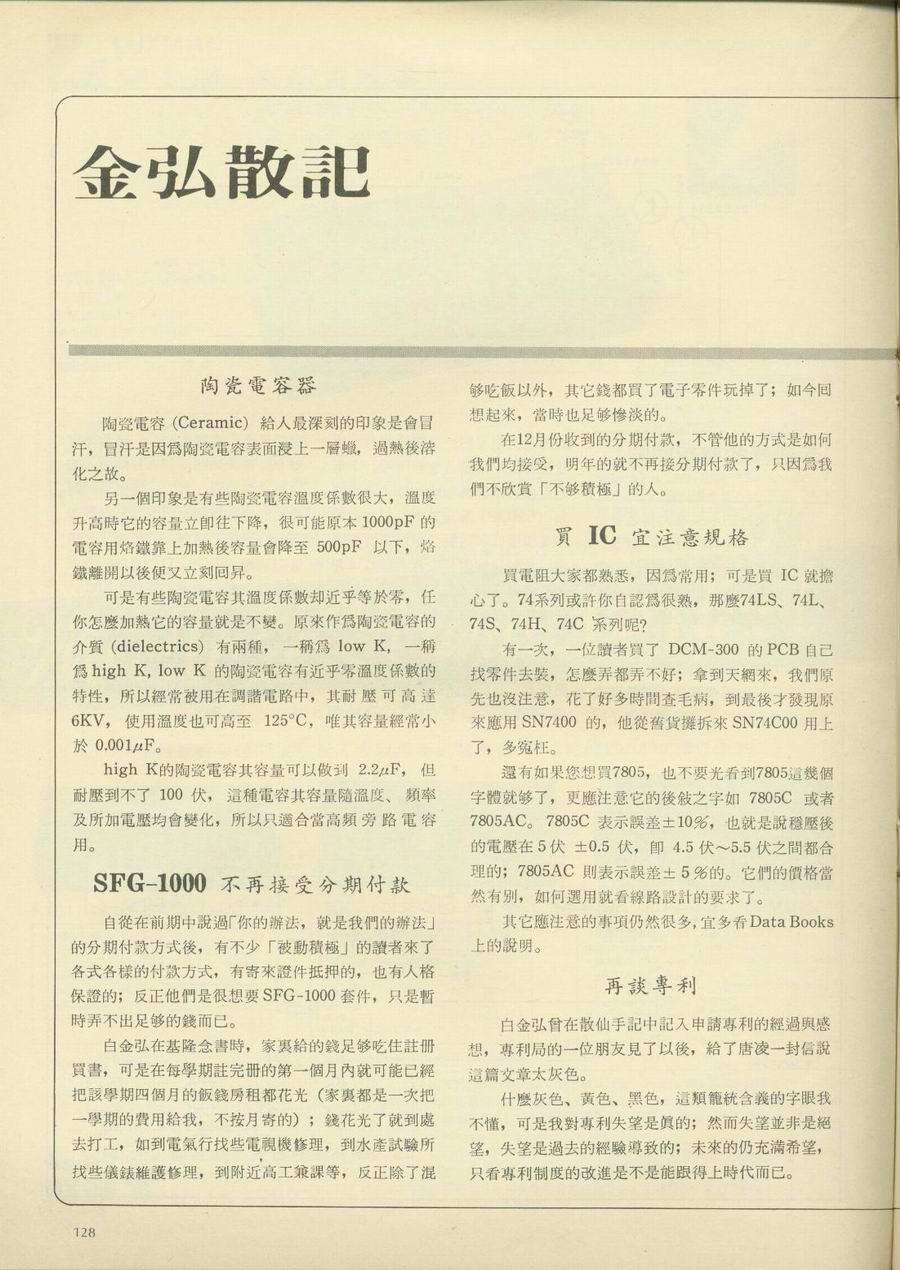 金弘散記
陶瓷電容器
陶瓷電容 (Ceramic) 給人最深刻的印象是會冒
汗，冒汗是因爲陶瓷電容表面浸上一層蠟，過熱後溶
化之故。
另一個印象是有些陶瓷電容溫度係數很大，溫度
升高時它的容量立卽往下降，很可能原本 1000pF 的
電容用烙鐵靠上加熱後容量會降至 500pF 以下，烙
鐵離開以後便又立刻回昇。
可是有些陶瓷電容其溫度係數却近乎等於零，任
你怎麼加熱它的容量就是不變。原來作爲陶瓷電容的
介質 (dielectrics) 有兩種，一稱爲 low K, 一稱
爲 high K, low K 的陶瓷電容有近乎零溫度係數的
特性，所以經常被用在調諧電路中，其耐壓可高達
6KV，使用溫度也可高至 125°C，唯其容量經常小
於 0.001μF。
high K的陶瓷電容其容量可以做到 2.2μF，但
耐壓到不了 100 伏，這種電容其容量隨溫度、頻率
及所加電壓均會變化，所以只適合當高頻旁路電容
用。
SFG-1000 不再接受分期付款
自從在前期中說過「你的辦法，就是我們的辦法」
的分期付款方式後，有不少「被動積極」的讀者來了
各式各樣的付款方式，有寄來證件抵押的，也有人格
保證的；反正他們是很想要 SFG-1000 套件，只是暫
時弄不出足够的錢而已。
白金弘在基隆念書時，家裏給的錢足够吃住註册
買書，可是在每學期註完册的第一個月內就可能已經
把該學期四個月的飯錢房租都花光（家裏都是一次把
一學期的費用給我，不按月寄的）；錢花光了就到處
去打工，如到電氣行找些電視機修理，到水產試驗所
找些儀錶維護修理，到附近高工兼課等，反正除了混
够吃飯以外，其它錢都買了電子零件玩掉了；如今回
想起來，當時也足够慘淡的。
在12月份收到的分期付款，不管他的方式是如何
我們均接受，明年的就不再接分期付款了，只因爲我
們不欣賞「不够積極」的人。
買 IC 宜注意規格
買電阻大家都熟悉，因爲常用；可是買 IC 就擔
心了。74系列或許你自認爲很熟，那麼74LS、74L、
74S、74H、74C 系列呢?
有一次，一位讀者買了 DCM-300 的 PCB 自己
找零件去裝，怎麼弄都弄不好；拿到天網來，我們原
先也沒注意，花了好多時間查毛病，到最後才發現原
來應用 SN7400 的，他從舊貨攤拆來 SN74C00 用上
了，多寃枉。
還有如果您想買7805，也不要光看到7805這幾個
字體就够了，更應注意它的後敍之字如 7805C 或者
7805AC。7805C 表示誤差±10%，也就是說穩壓後
的電壓在 5 伏 ±0.5 伏，卽 4.5 伏～5.5 伏之間都合
理的；7805AC 則表示誤差± 5 %的。它們的價格當
然有別，如何選用就看線路設計的要求了。
其它應注意的事項仍然很多，宜多看 Data Books
上的說明。
再談專利
白金弘曾在散仙手記中記入申請專利的經過與感
想，專利局的一位朋友見了以後，給了唐凌一封信說
這篇文章太灰色。
什麼灰色、黃色、黑色，這類籠統含義的字眼我
不懂，可是我對專利失望是眞的；然而失望並非是絕
望，失望是過去的經驗導致的；未來的仍充滿希望，
只看專利制度的改進是不是能跟得上時代而已。
128